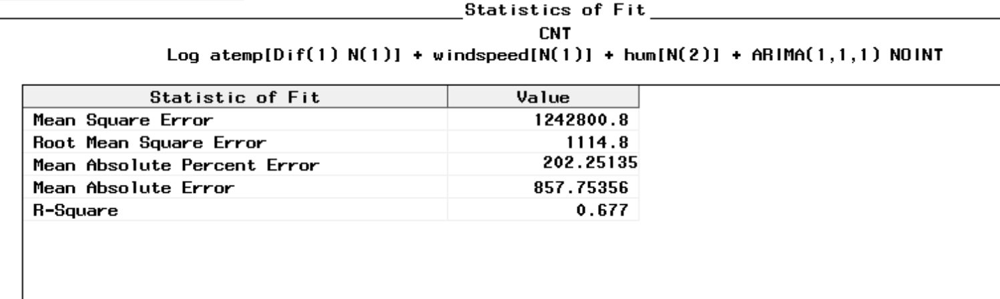 Statistics of Fit
CNT
Log atemp[Dif(1) N(1)] + windspeed[N(1)] + hum[N(2)] + ARIMA(1,1,1) NOINT
Statistic of Fit Value
Mean Square Error 1242800.8
Root Mean Square Error 1114.8
Mean Absolute Percent Error 202.25135
Mean Absolute Error 857.75356
R-Square 0.677